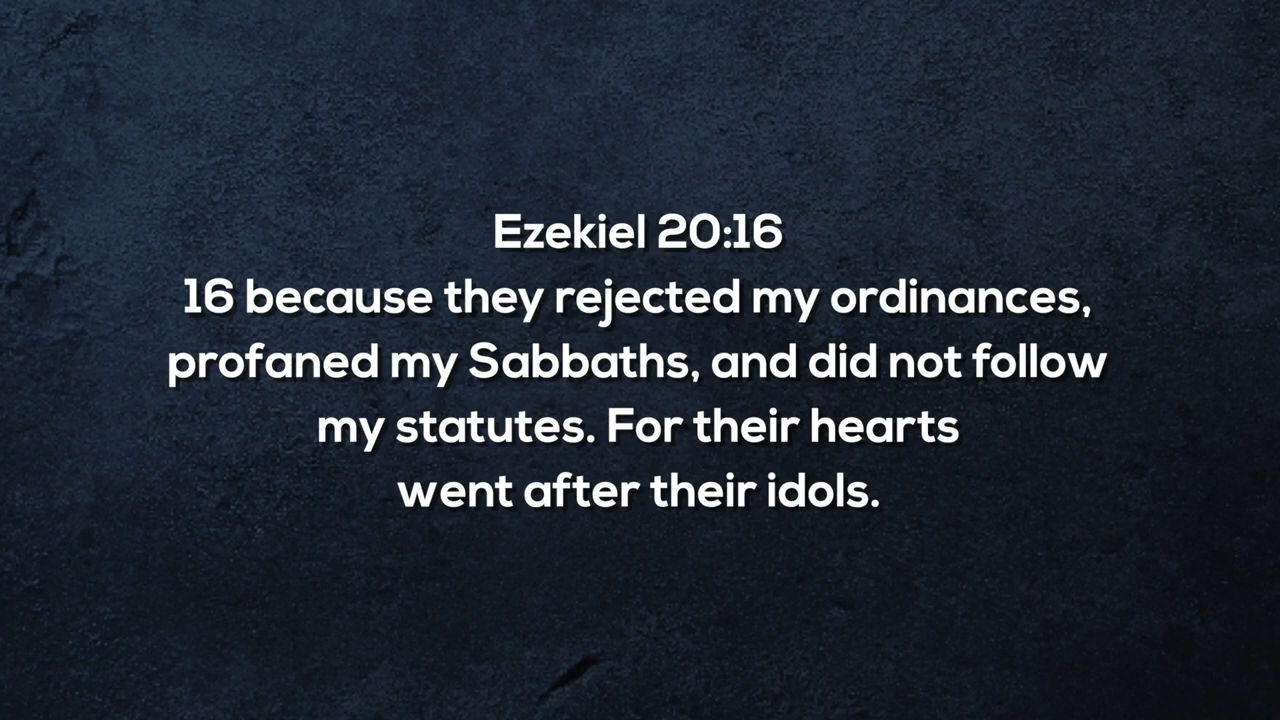 Ezekiel 20:16
16 because they rejected my ordinances,
profaned my Sabbaths, and did not follow
my statutes. For their hearts
went after their idols.